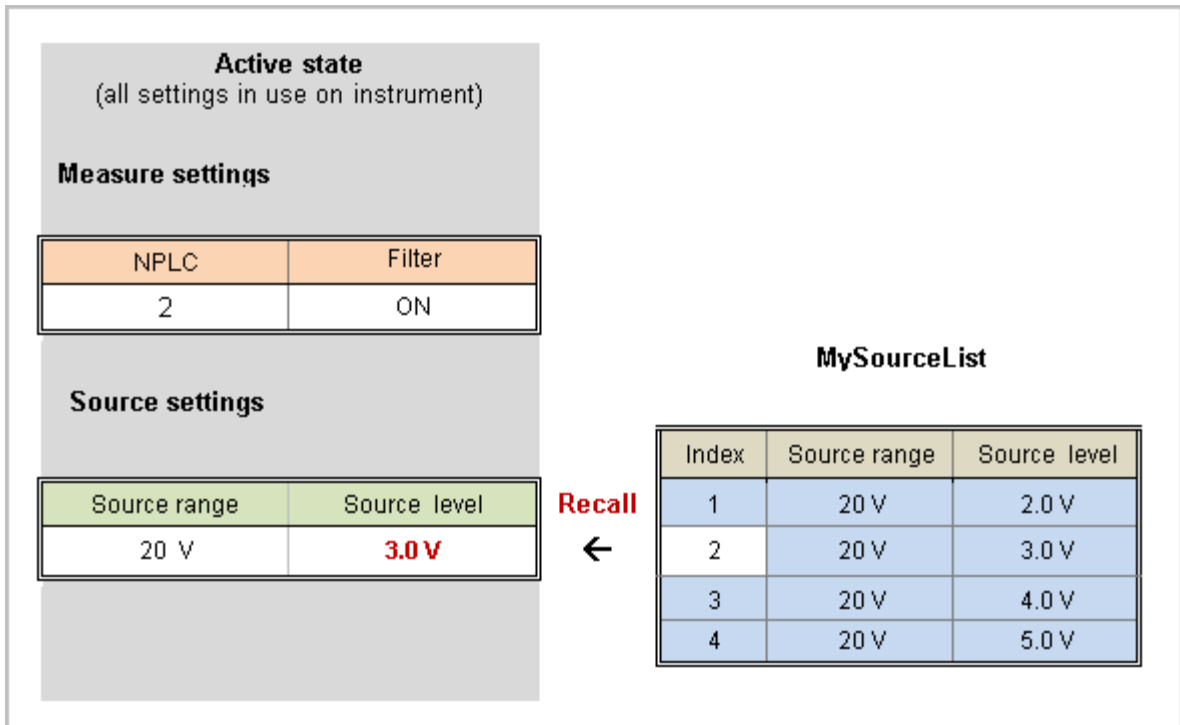 Active state
(all settings in use on instrument)
Measure settings
NPLC Filter
2 ON
Source settings
Source range Source level
20 V 3.0 V
Recall
←
MySourceList
Index Source range Source level
1 20 V 2.0 V
2 20 V 3.0 V
3 20 V 4.0 V
4 20 V 5.0 V